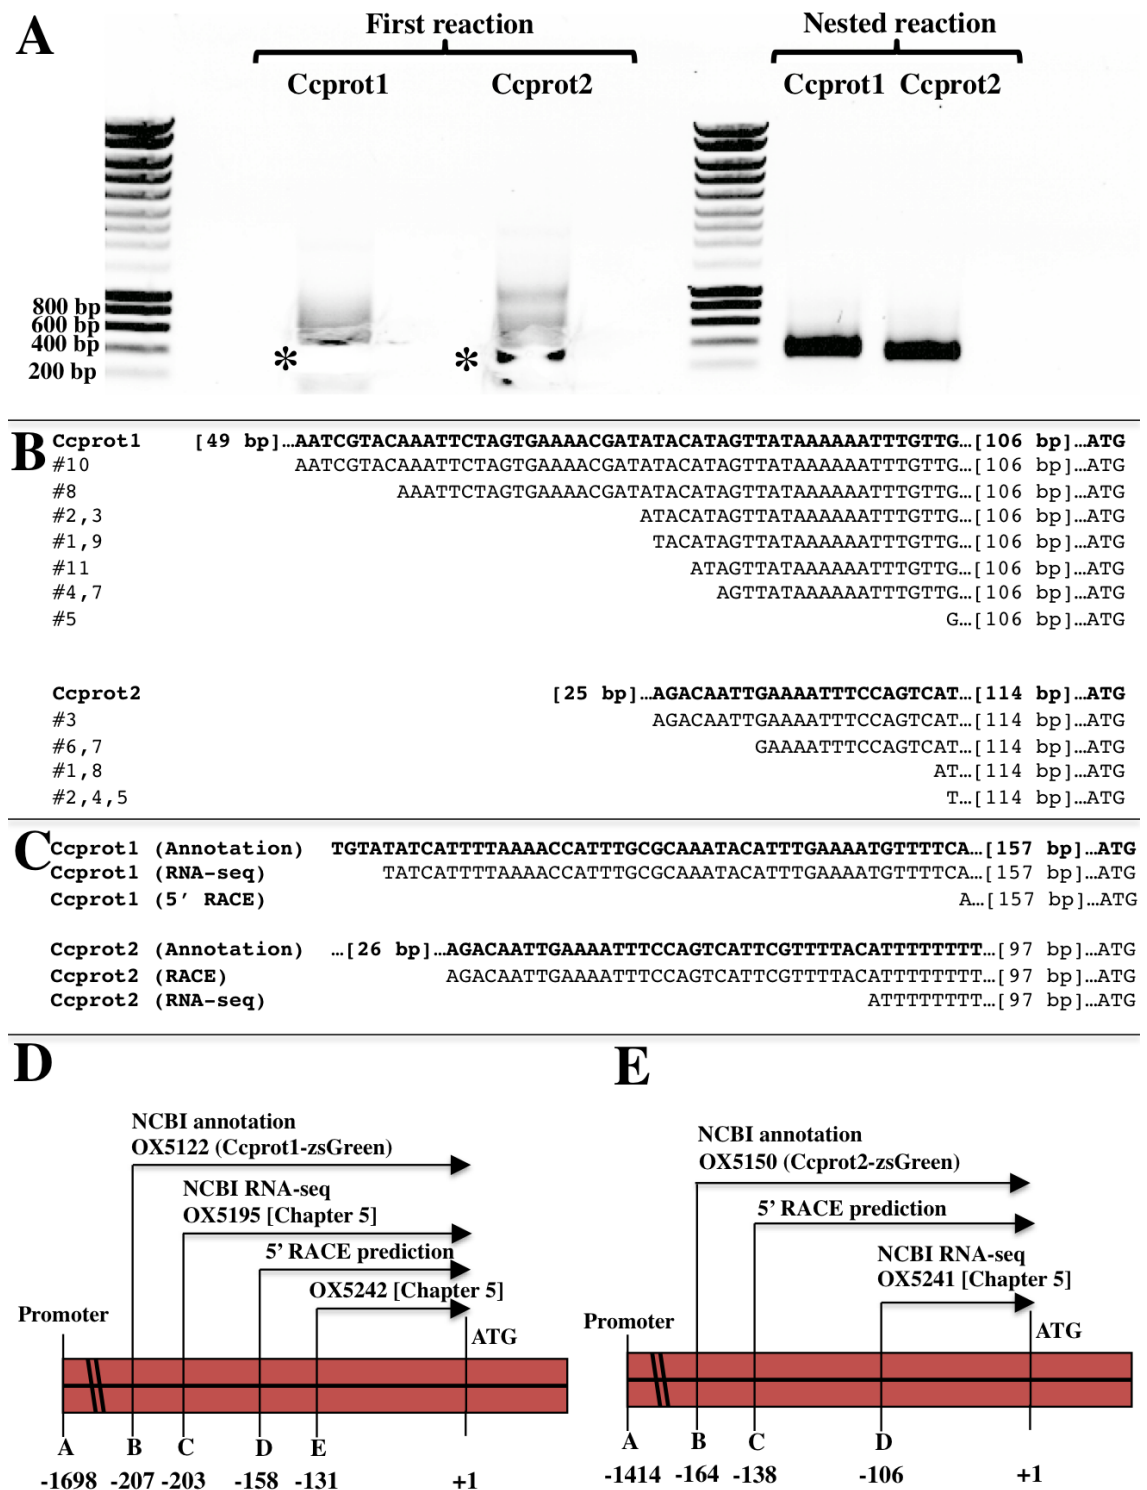 A
First reaction
Nested reaction
Ccprot1 Ccprot2
Ccprot1 Ccprot2
800 bp
600 bp
400 bp
200 bp
*
*
B
Ccprot1 [49 bp]…AATCGTACAAATTCTAGTGAAAACGATATACATAGTTATAAAAAATTTGTTG…[106 bp]…ATG
#10 AATCGTACAAATTCTAGTGAAAACGATATACATAGTTATAAAAAATTTGTTG…[106 bp]…ATG
#8 AAATTCTAGTGAAAACGATATACATAGTTATAAAAAATTTGTTG…[106 bp]…ATG
#2,3 ATACATAGTTATAAAAAATTTGTTG…[106 bp]…ATG
#1,9 TACATAGTTATAAAAAATTTGTTG…[106 bp]…ATG
#11 ATAGTTATAAAAAATTTGTTG…[106 bp]…ATG
#4,7 AGTTATAAAAAATTTGTTG…[106 bp]…ATG
#5 G…[106 bp]…ATG
Ccprot2 [25 bp]…AGACAATTGAAAATTTCCAGTCAT…[114 bp]…ATG
#3 AGACAATTGAAAATTTCCAGTCAT…[114 bp]…ATG
#6,7 GAAAATTTCCAGTCAT…[114 bp]…ATG
#1,8 AT…[114 bp]…ATG
#2,4,5 T…[114 bp]…ATG
C
Ccprot1 (Annotation) TGTATATCATTTTAAAACCATTTGCGCAAATACATTTGAAAATGTTTTCA…[157 bp]…ATG
Ccprot1 (RNA-seq) TATCATTTTAAAACCATTTGCGCAAATACATTTGAAAATGTTTTCA…[157 bp]…ATG
Ccprot1 (5’ RACE) A…[157 bp]…ATG
Ccprot2 (Annotation) …[26 bp]…AGACAATTGAAAATTTCCAGTCATTCGTTTTACATTTTTTTTT…[97 bp]…ATG
Ccprot2 (RACE) AGACAATTGAAAATTTCCAGTCATTCGTTTTACATTTTTTTTT…[97 bp]…ATG
Ccprot2 (RNA-seq) ATTTTTTTT…[97 bp]…ATG
D
NCBI annotation
OX5122 (Ccprot1-zsGreen)
NCBI RNA-seq
OX5195 [Chapter 5]
5’ RACE prediction
OX5242 [Chapter 5]
Promoter
ATG
A B C D E
-1698 -207 -203 -158 -131 +1
E
NCBI annotation
OX5150 (Ccprot2-zsGreen)
5’ RACE prediction
NCBI RNA-seq
OX5241 [Chapter 5]
Promoter
ATG
A B C D
-1414 -164 -138 -106 +1